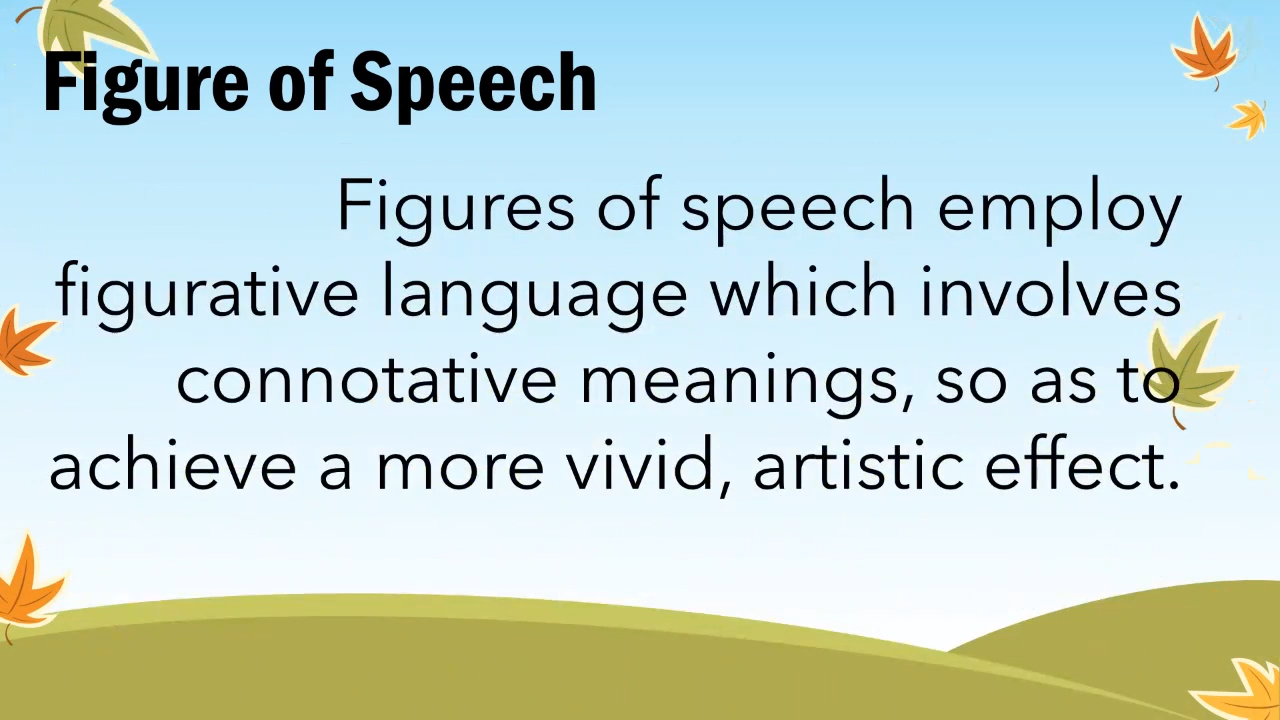 Figure of Speech
Figures of speech employ
figurative language which involves
connotative meanings, so as to
achieve a more vivid, artistic effect.